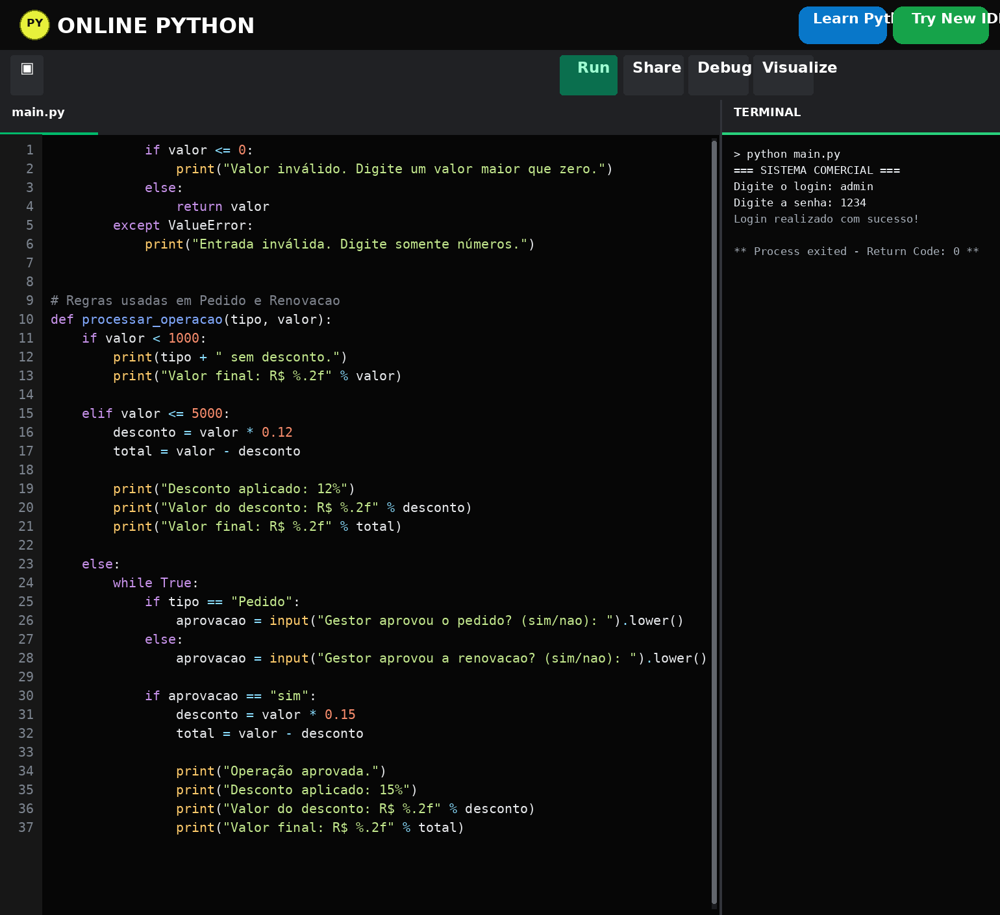 PY ONLINE PYTHON
Learn Pyth Try New ID
▣ Run Share Debug Visualize
main.py
TERMINAL
1             if valor <= 0:
2                 print("Valor inválido. Digite um valor maior que zero.")
3             else:
4                 return valor
5         except ValueError:
6             print("Entrada inválida. Digite somente números.")
7
8
9 # Regras usadas em Pedido e Renovacao
10 def processar_operacao(tipo, valor):
11     if valor < 1000:
12         print(tipo + " sem desconto.")
13         print("Valor final: R$ %.2f" % valor)
14
15     elif valor <= 5000:
16         desconto = valor * 0.12
17         total = valor - desconto
18
19         print("Desconto aplicado: 12%")
20         print("Valor do desconto: R$ %.2f" % desconto)
21         print("Valor final: R$ %.2f" % total)
22
23     else:
24         while True:
25             if tipo == "Pedido":
26                 aprovacao = input("Gestor aprovou o pedido? (sim/nao): ").lower()
27             else:
28                 aprovacao = input("Gestor aprovou a renovacao? (sim/nao): ").lower()
29
30             if aprovacao == "sim":
31                 desconto = valor * 0.15
32                 total = valor - desconto
33
34                 print("Operação aprovada.")
35                 print("Desconto aplicado: 15%")
36                 print("Valor do desconto: R$ %.2f" % desconto)
37                 print("Valor final: R$ %.2f" % total)
> python main.py
=== SISTEMA COMERCIAL ===
Digite o login: admin
Digite a senha: 1234
Login realizado com sucesso!
** Process exited - Return Code: 0 **